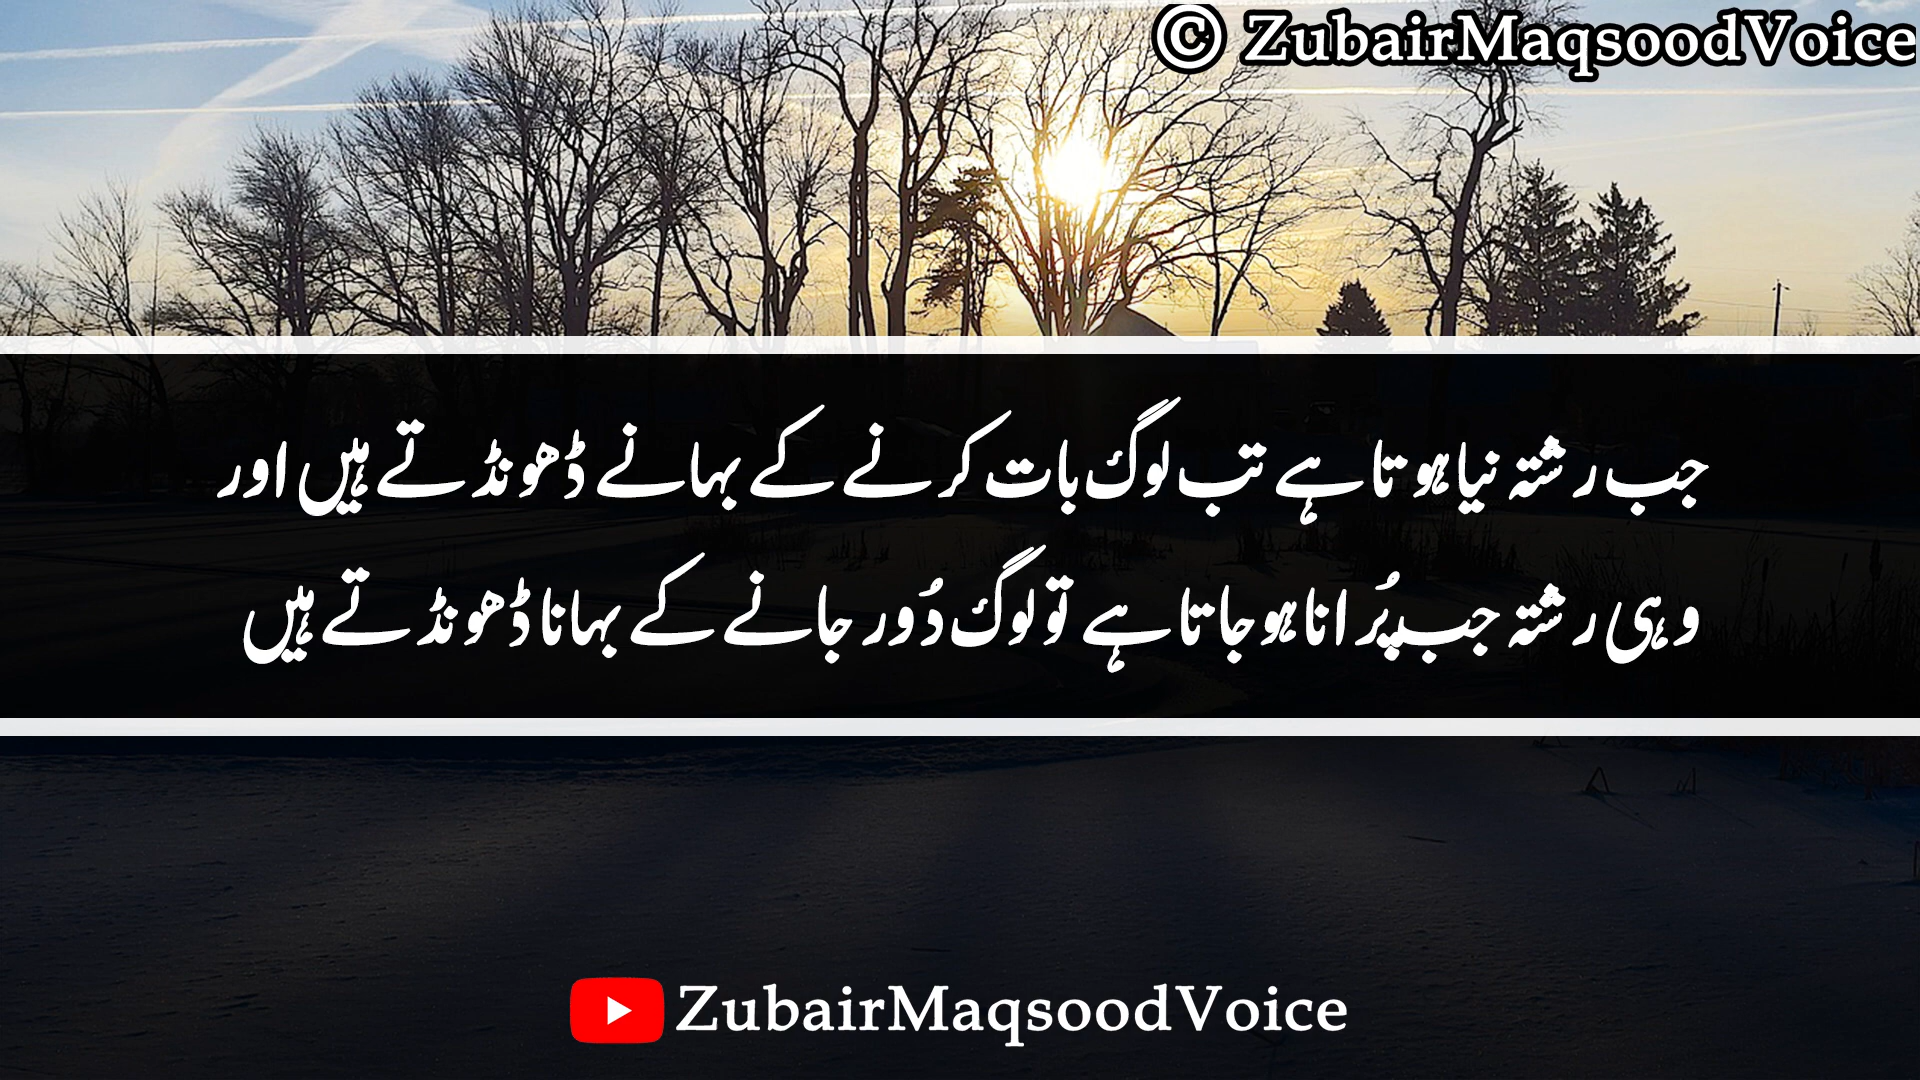 © ZubairMaqsoodVoice
جب رشتہ نیا ہوتا ہے تب لوگ بات کرنے کے بہانے ڈھونڈتے ہیں اور
وہی رشتہ جب پُرانا ہو جاتا ہے تو لوگ دُور جانے کے بہانا ڈھونڈتے ہیں
ZubairMaqsoodVoice